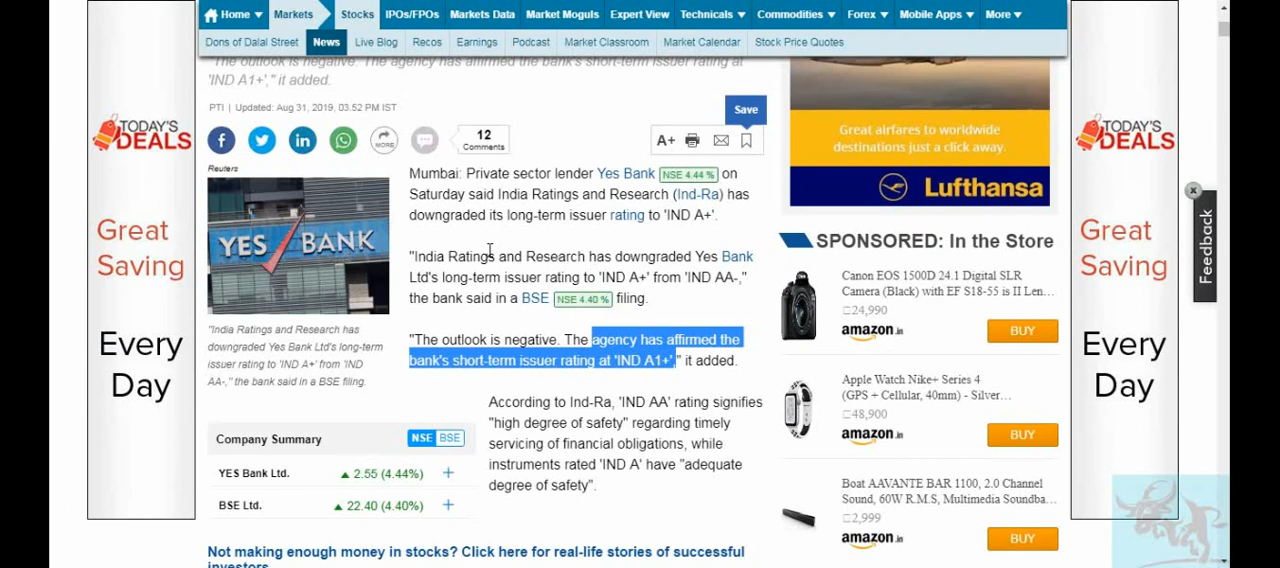 Home Markets Stocks IPOs/FPOs Markets Data Market Moguls Expert View Technicals Commodities Forex Mobile Apps More
Dons of Dalal Street News Live Blog Recos Earnings Podcast Market Classroom Market Calendar Stock Price Quotes
"The outlook is negative. The agency has affirmed the bank's short-term issuer rating at
'IND A1+'," it added.
PTI | Updated: Aug 31, 2019, 03.52 PM IST
Save
MORE
12
Comments
A+
Reuters
YES BANK
"India Ratings and Research has
downgraded Yes Bank Ltd's long-term
issuer rating to 'IND A+' from 'IND
AA-," the bank said in a BSE filing.
Company Summary NSE BSE
YES Bank Ltd. ▲ 2.55 (4.44%) +
BSE Ltd. ▲ 22.40 (4.40%) +
Mumbai: Private sector lender Yes Bank NSE 4.44 % on
Saturday said India Ratings and Research (Ind-Ra) has
downgraded its long-term issuer rating to 'IND A+'.
"India Ratings and Research has downgraded Yes Bank
Ltd's long-term issuer rating to 'IND A+' from 'IND AA-,"
the bank said in a BSE NSE 4.40 % filing.
"The outlook is negative. The agency has affirmed the
bank's short-term issuer rating at 'IND A1+'," it added.
According to Ind-Ra, 'IND AA' rating signifies
"high degree of safety" regarding timely
servicing of financial obligations, while
instruments rated 'IND A' have "adequate
degree of safety".
Not making enough money in stocks? Click here for real-life stories of successful
investors
Great airfares to worldwide
destinations just a click away.
Lufthansa
SPONSORED: In the Store
Canon EOS 1500D 24.1 Digital SLR
Camera (Black) with EF S18-55 is II Len…
24,990
amazon.in BUY
Apple Watch Nike+ Series 4
(GPS + Cellular, 40mm) - Silver…
48,900
amazon.in BUY
Boat AAVANTE BAR 1100, 2.0 Channel
Sound, 60W R.M.S, Multimedia Soundba…
2,999
amazon.in BUY
TODAY'S
DEALS
Great
Saving
Every
Day
TODAY'S
DEALS
Great
Saving
Every
Day
Feedback